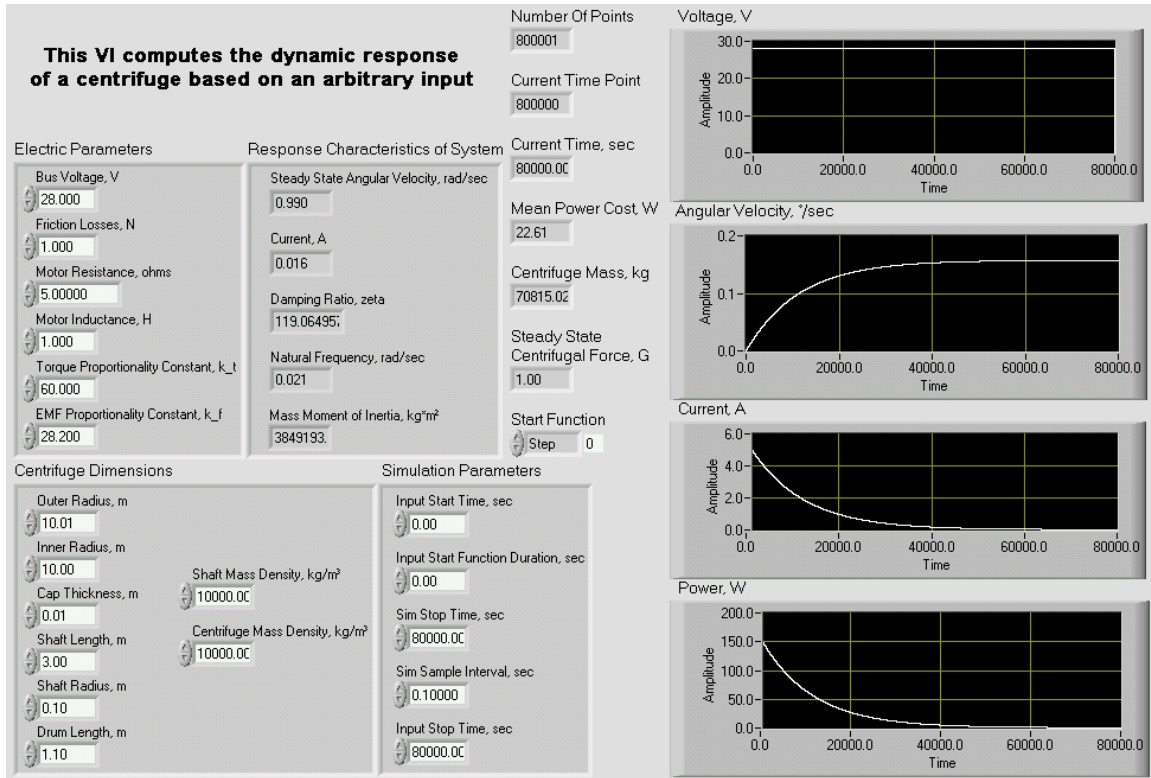 This VI computes the dynamic response
of a centrifuge based on an arbitrary input
Electric Parameters
Bus Voltage, V
28.000
Friction Losses, N
1.000
Motor Resistance, ohms
5.00000
Motor Inductance, H
1.000
Torque Proportionality Constant, k_t
60.000
EMF Proportionality Constant, k_f
28.200
Response Characteristics of System
Steady State Angular Velocity, rad/sec
0.990
Current, A
0.016
Damping Ratio, zeta
119.064957
Natural Frequency, rad/sec
0.021
Mass Moment of Inertia, kg*m²
3849193.
Number Of Points
800001
Current Time Point
800000
Current Time, sec
80000.00
Mean Power Cost, W
22.61
Centrifuge Mass, kg
70815.02
Steady State
Centrifugal Force, G
1.00
Start Function
Step 0
Centrifuge Dimensions
Outer Radius, m
10.01
Inner Radius, m
10.00
Cap Thickness, m
0.01
Shaft Length, m
3.00
Shaft Radius, m
0.10
Drum Length, m
1.10
Shaft Mass Density, kg/m³
10000.00
Centrifuge Mass Density, kg/m³
10000.00
Simulation Parameters
Input Start Time, sec
0.00
Input Start Function Duration, sec
0.00
Sim Stop Time, sec
80000.00
Sim Sample Interval, sec
0.10000
Input Stop Time, sec
80000.00
Voltage, V
30.0
20.0
10.0
0.0
Amplitude
0.0 20000.0 40000.0 60000.0 80000.0
Time
Angular Velocity, °/sec
0.2
0.1
0.0
Amplitude
0.0 20000.0 40000.0 60000.0 80000.0
Time
Current, A
6.0
4.0
2.0
0.0
Amplitude
0.0 20000.0 40000.0 60000.0 80000.0
Time
Power, W
200.0
150.0
100.0
50.0
0.0
Amplitude
0.0 20000.0 40000.0 60000.0 80000.0
Time